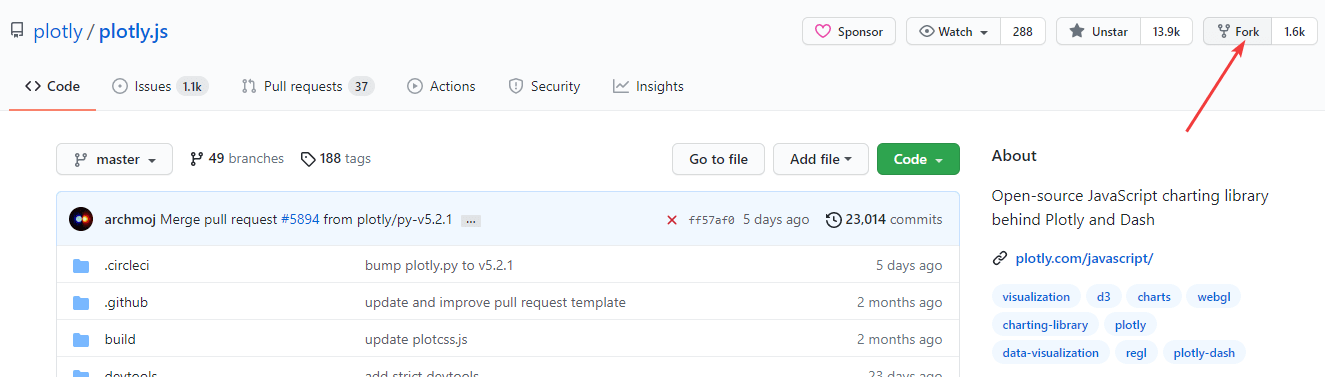 plotly / plotly.js
Sponsor
Watch 288
Unstar 13.9k
Fork 1.6k
Code
Issues 1.1k
Pull requests 37
Actions
Security
Insights
master
49 branches
188 tags
Go to file
Add file
Code
archmoj Merge pull request #5894 from plotly/py-v5.2.1 ...
ff57af0 5 days ago
23,014 commits
.circleci bump plotly.py to v5.2.1 5 days ago
.github update and improve pull request template 2 months ago
build update plotcss.js 2 months ago
devtools add strict devtools 23 days ago
About
Open-source JavaScript charting library
behind Plotly and Dash
plotly.com/javascript/
visualization d3 charts webgl
charting-library plotly
data-visualization regl plotly-dash